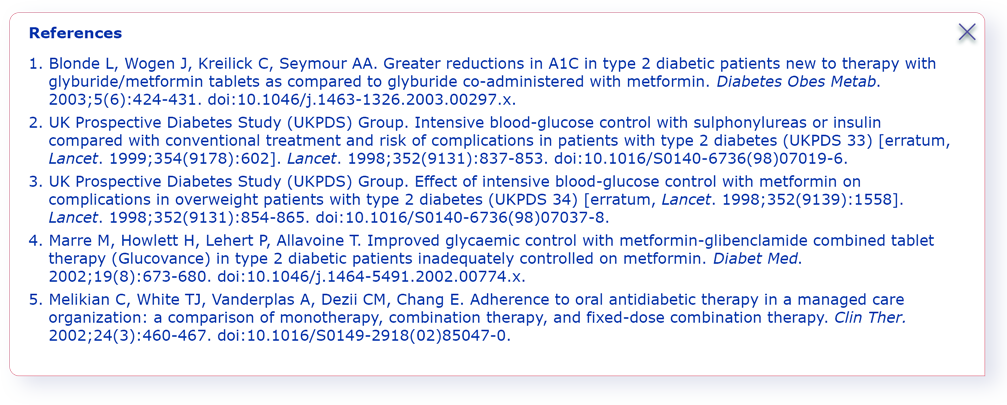 References
1. Blonde L, Wogen J, Kreilick C, Seymour AA. Greater reductions in A1C in type 2 diabetic patients new to therapy with
glyburide/metformin tablets as compared to glyburide co-administered with metformin. Diabetes Obes Metab.
2003;5(6):424-431. doi:10.1046/j.1463-1326.2003.00297.x.
2. UK Prospective Diabetes Study (UKPDS) Group. Intensive blood-glucose control with sulphonylureas or insulin
compared with conventional treatment and risk of complications in patients with type 2 diabetes (UKPDS 33) [erratum,
Lancet. 1999;354(9178):602]. Lancet. 1998;352(9131):837-853. doi:10.1016/S0140-6736(98)07019-6.
3. UK Prospective Diabetes Study (UKPDS) Group. Effect of intensive blood-glucose control with metformin on
complications in overweight patients with type 2 diabetes (UKPDS 34) [erratum, Lancet. 1998;352(9139):1558].
Lancet. 1998;352(9131):854-865. doi:10.1016/S0140-6736(98)07037-8.
4. Marre M, Howlett H, Lehert P, Allavoine T. Improved glycaemic control with metformin-glibenclamide combined tablet
therapy (Glucovance) in type 2 diabetic patients inadequately controlled on metformin. Diabet Med.
2002;19(8):673-680. doi:10.1046/j.1464-5491.2002.00774.x.
5. Melikian C, White TJ, Vanderplas A, Dezii CM, Chang E. Adherence to oral antidiabetic therapy in a managed care
organization: a comparison of monotherapy, combination therapy, and fixed-dose combination therapy. Clin Ther.
2002;24(3):460-467. doi:10.1016/S0149-2918(02)85047-0.